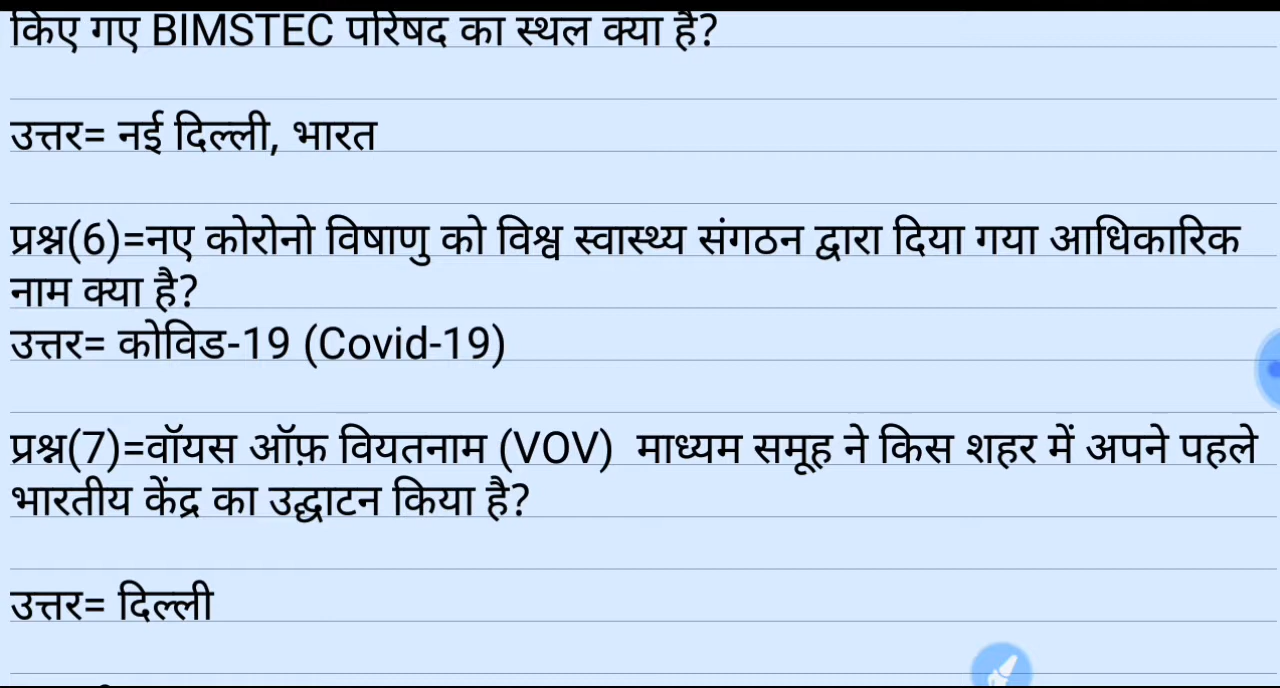 किए गए BIMSTEC परिषद का स्थल क्या है?
उत्तर= नई दिल्ली, भारत
प्रश्न(6)=नए कोरोनो विषाणु को विश्व स्वास्थ्य संगठन द्वारा दिया गया आधिकारिक
नाम क्या है?
उत्तर= कोविड-19 (Covid-19)
प्रश्न(7)=वॉयस ऑफ़ वियतनाम (VOV) माध्यम समूह ने किस शहर में अपने पहले
भारतीय केंद्र का उद्घाटन किया है?
उत्तर= दिल्ली